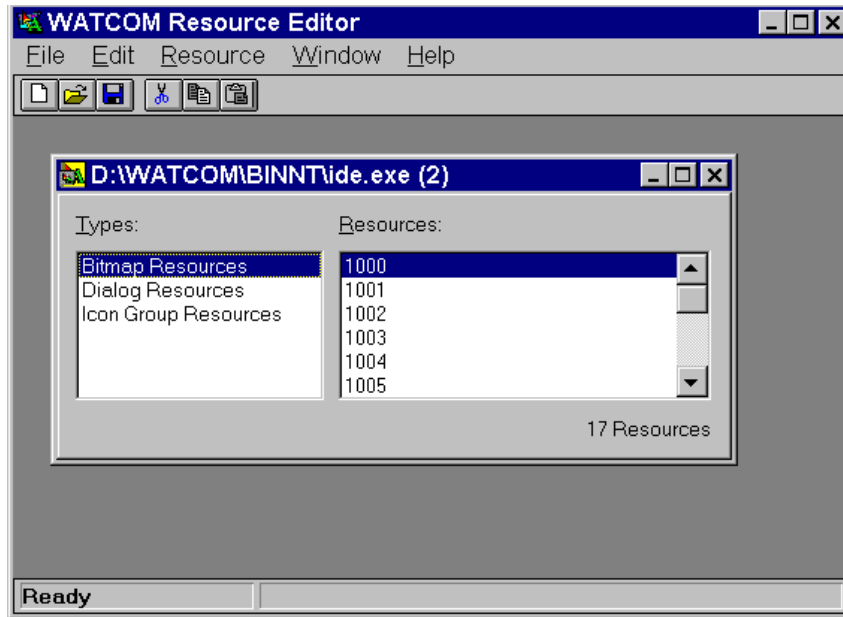 WATCOM Resource Editor
File Edit Resource Window Help
D:\WATCOM\BINNT\ide.exe (2)
Types: Resources:
Bitmap Resources 1000
Dialog Resources 1001
Icon Group Resources 1002
1003
1004
1005
17 Resources
Ready